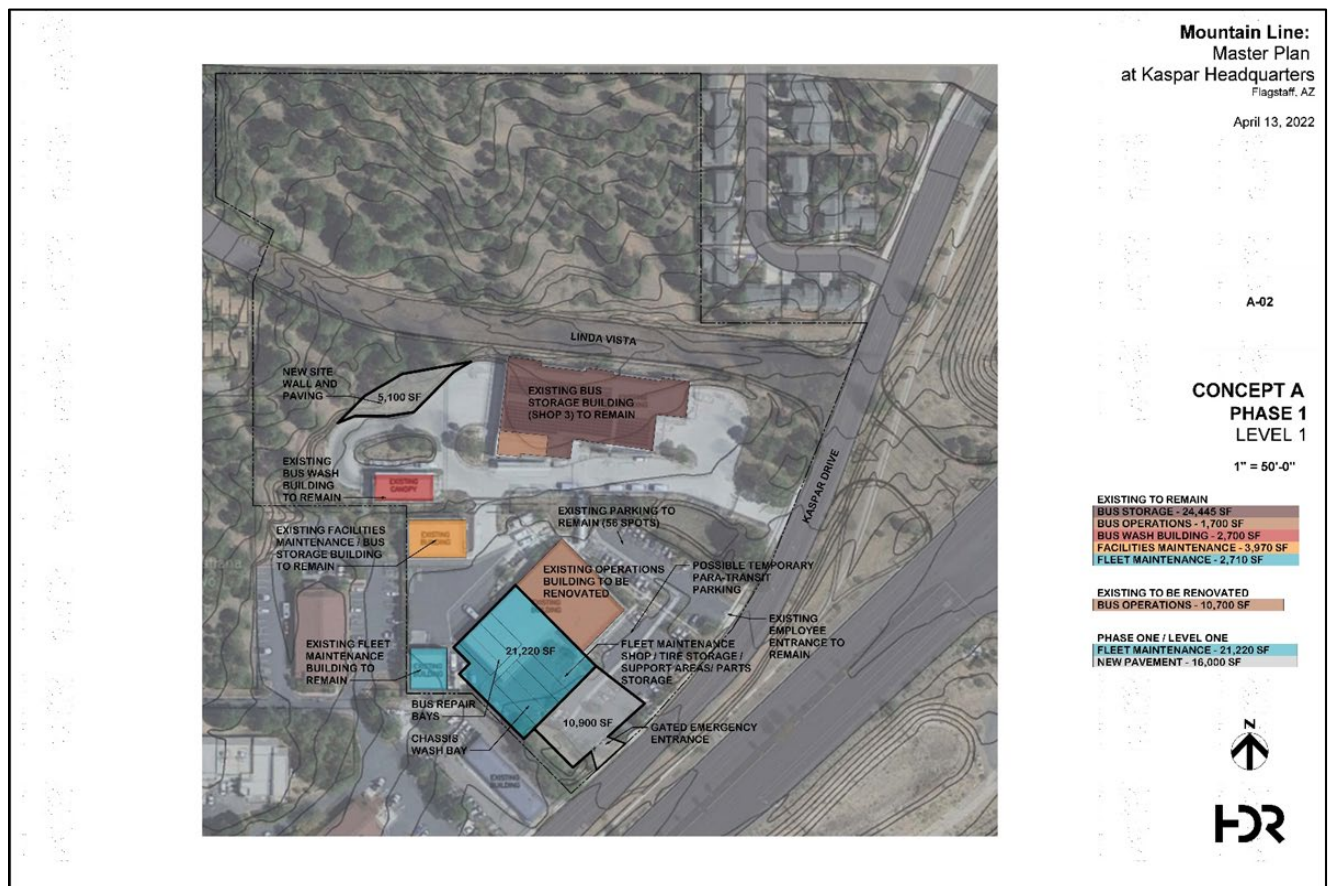 Mountain Line:
Master Plan
at Kaspar Headquarters
Flagstaff, AZ
April 13, 2022
A-02
CONCEPT A
PHASE 1
LEVEL 1
1" = 50'-0"
EXISTING TO REMAIN
BUS STORAGE - 24,445 SF
BUS OPERATIONS - 1,700 SF
BUS WASH BUILDING - 2,700 SF
FACILITIES MAINTENANCE - 3,970 SF
FLEET MAINTENANCE - 2,710 SF
EXISTING TO BE RENOVATED
BUS OPERATIONS - 10,700 SF
PHASE ONE / LEVEL ONE
FLEET MAINTENANCE - 21,220 SF
NEW PAVEMENT - 16,000 SF
N
HDR
LINDA VISTA
KASPAR DRIVE
NEW SITE
WALL AND
PAVING
5,100 SF
EXISTING BUS
STORAGE BUILDING
(SHOP 3) TO REMAIN
EXISTING
BUS WASH
BUILDING
TO REMAIN
EXISTING
CANOPY
EXISTING FACILITIES
MAINTENANCE / BUS
STORAGE BUILDING
TO REMAIN
EXISTING
BUILDING
EXISTING PARKING TO
REMAIN (56 SPOTS)
EXISTING OPERATIONS
BUILDING TO BE
RENOVATED
EXISTING
BUILDING
POSSIBLE TEMPORARY
PARA-TRANSIT
PARKING
EXISTING
EMPLOYEE
ENTRANCE TO
REMAIN
EXISTING FLEET
MAINTENANCE
BUILDING TO
REMAIN
EXISTING
BUILDING
21,220 SF
FLEET MAINTENANCE
SHOP / TIRE STORAGE /
SUPPORT AREAS/ PARTS
STORAGE
BUS REPAIR
BAYS
CHASSIS
WASH BAY
10,900 SF
GATED EMERGENCY
ENTRANCE
EXISTING
BUILDING